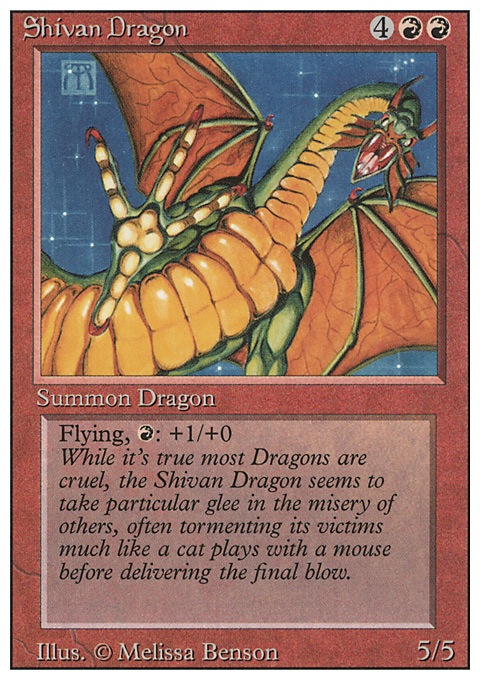 Shivan Dragon 4
Summon Dragon
Flying, : +1/+0
While it's true most Dragons are
cruel, the Shivan Dragon seems to
take particular glee in the misery of
others, often tormenting its victims
much like a cat plays with a mouse
before delivering the final blow.
Illus. © Melissa Benson 5/5